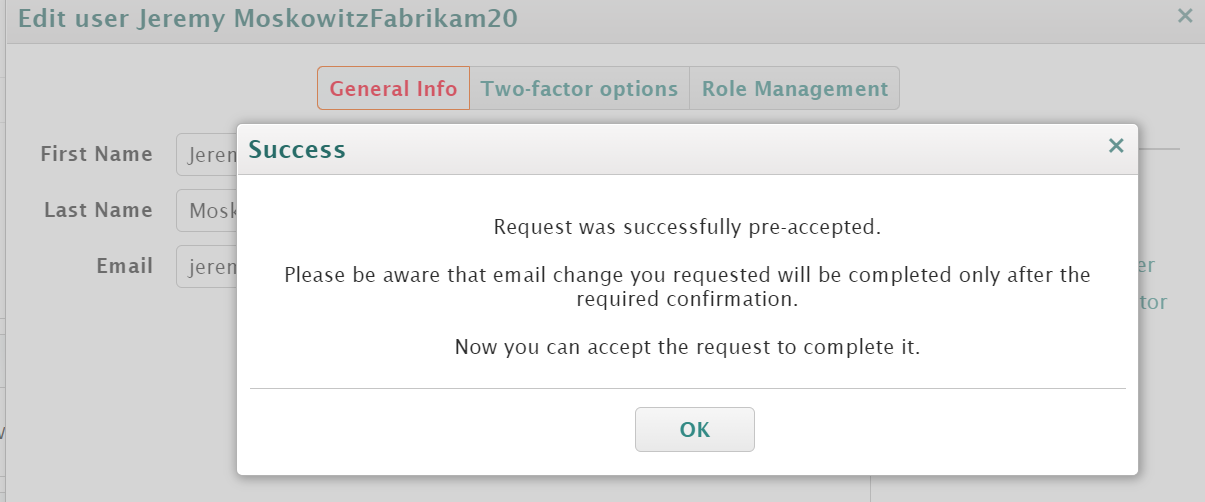 Edit user Jeremy MoskowitzFabrikam20
General Info Two-factor options Role Management
First Name Jerem
Last Name Mosk
Email jerem
Success
Request was successfully pre-accepted.
Please be aware that email change you requested will be completed only after the
required confirmation.
Now you can accept the request to complete it.
OK
er
tor